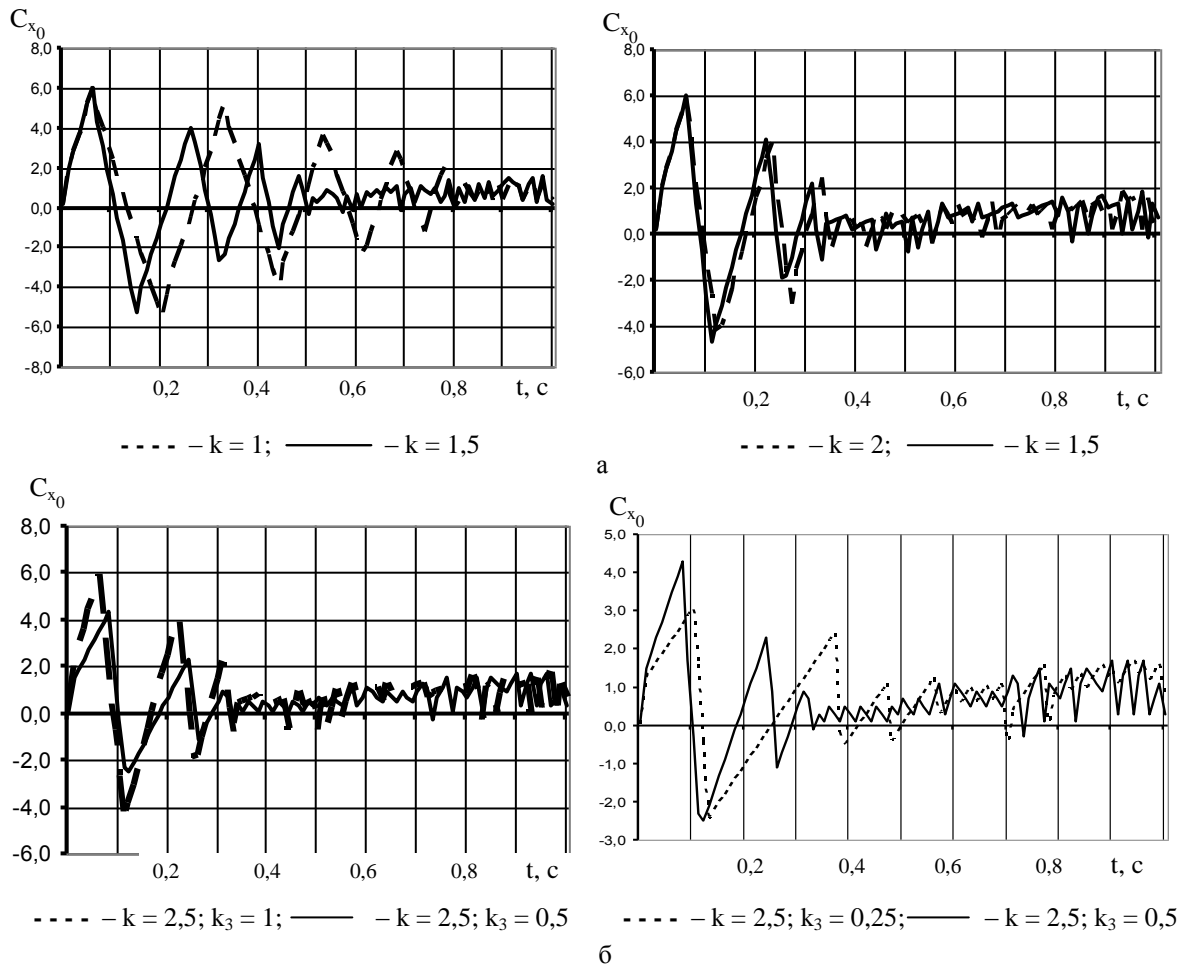 Cx0
8,0
6,0
4,0
2,0
0,0
-2,0
-4,0
-6,0
-8,0
0,2 0,4 0,6 0,8 t, c
– k = 1; – k = 1,5
Cx0
8,0
6,0
4,0
2,0
0,0
-2,0
-4,0
-6,0
0,2 0,4 0,6 0,8 t, c
– k = 2; – k = 1,5
а
Cx0
8,0
6,0
4,0
2,0
0,0
-2,0
-4,0
-6,0
0,2 0,4 0,6 0,8 t, c
– k = 2,5; k3 = 1; – k = 2,5; k3 = 0,5
Cx0
5,0
4,0
3,0
2,0
1,0
0,0
-1,0
-2,0
-3,0
0,2 0,4 0,6 0,8 t, c
– k = 2,5; k3 = 0,25; – k = 2,5; k3 = 0,5
б